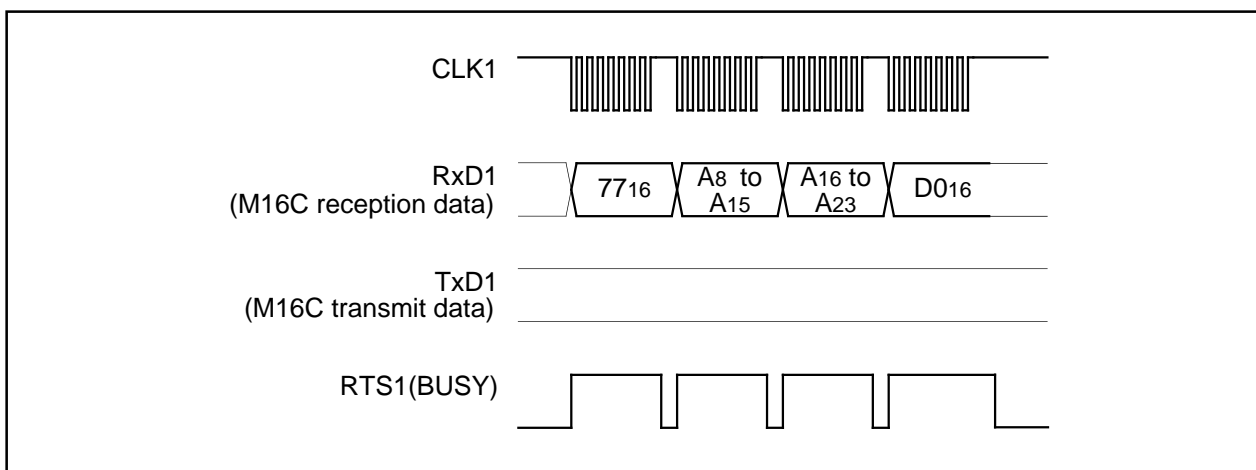 CLK1
RxD1
(M16C reception data)
7716
A8 to
A15
A16 to
A23
D016
TxD1
(M16C transmit data)
RTS1(BUSY)